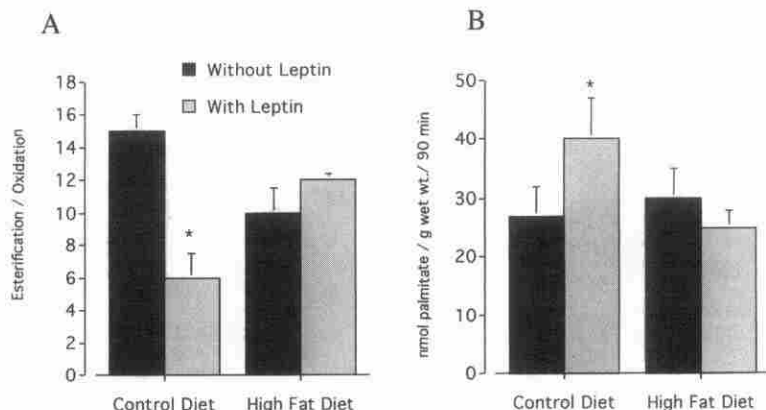 A
B
Without Leptin
With Leptin
Esterification / Oxidation
18
16
14
12
10
8
6
4
2
0
*
Control Diet
High Fat Diet
nmol palmitate / g wet wt./ 90 min
50
40
30
20
10
0
*
Control Diet
High Fat Diet